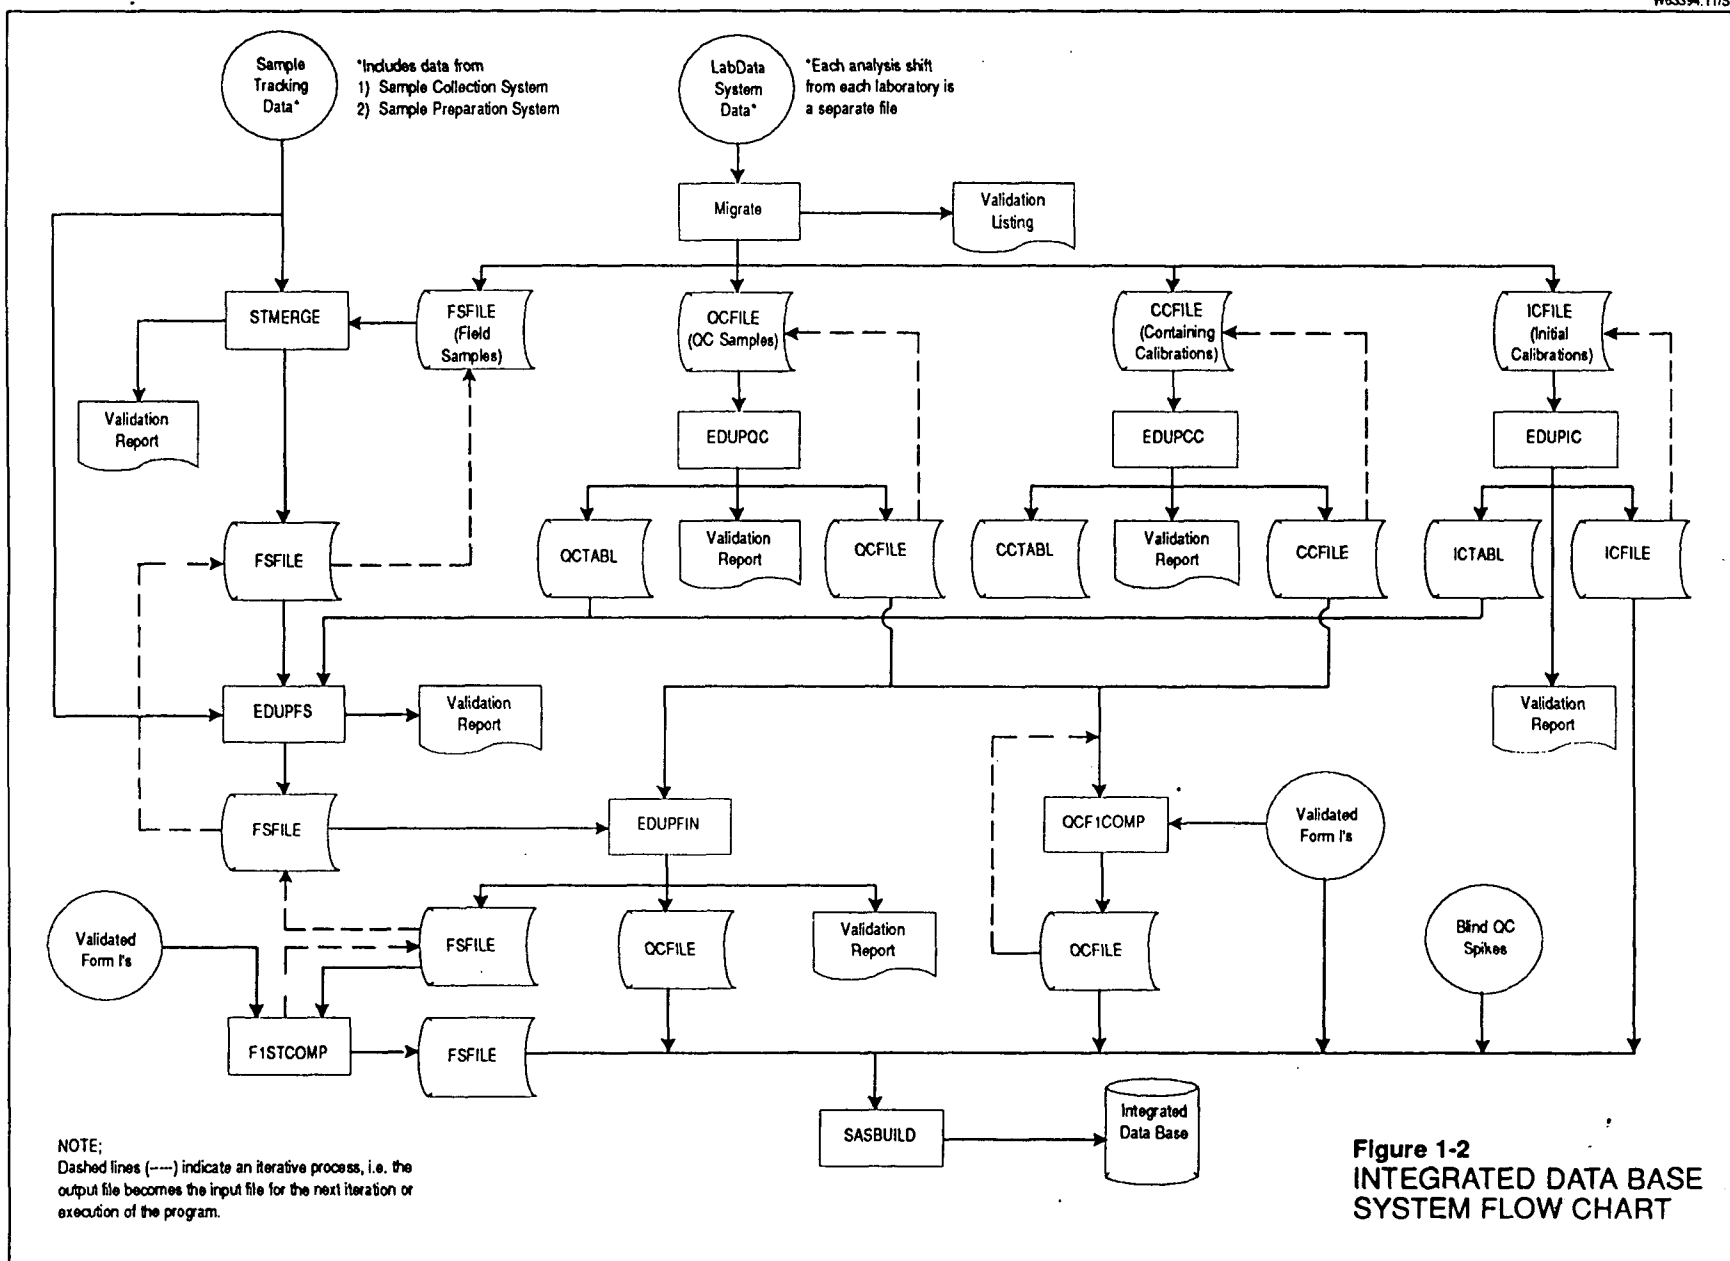 Sample
Tracking
Data*
*Includes data from
1) Sample Collection System
2) Sample Preparation System
LabData
System
Data*
*Each analysis shift
from each laboratory is
a separate file
Migrate
Validation
Listing
STMERGE
FSFILE
(Field
Samples)
QCFILE
(QC Samples)
CCFILE
(Containing
Calibrations)
ICFILE
(Initial
Calibrations)
Validation
Report
EDUPQC
EDUPCC
EDUPIC
FSFILE
QCTABL
Validation
Report
QCFILE
CCTABL
Validation
Report
CCFILE
ICTABL
ICFILE
EDUPFS
Validation
Report
Validation
Report
FSFILE
EDUPFIN
QCF1COMP
Validated
Form I's
Validated
Form I's
FSFILE
QCFILE
Validation
Report
QCFILE
Blind QC
Spikes
F1STCOMP
FSFILE
SASBUILD
Integrated
Data Base
NOTE;
Dashed lines (----) indicate an iterative process, i.e. the
output file becomes the input file for the next iteration or
execution of the program.
Figure 1-2
INTEGRATED DATA BASE
SYSTEM FLOW CHART